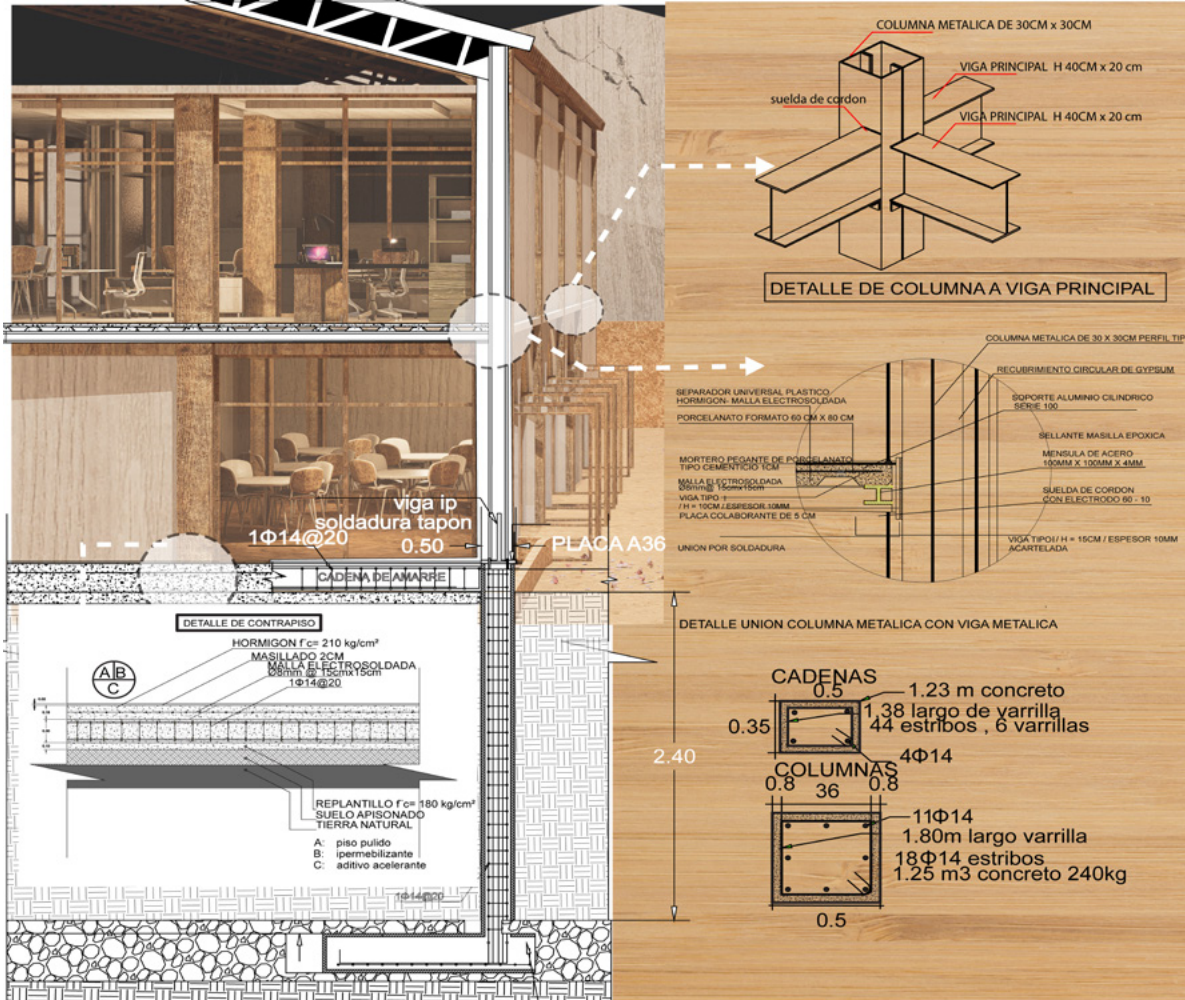 COLUMNA METALICA DE 30CM x 30CM
VIGA PRINCIPAL H 40CM x 20 cm
suelda de cordon
VIGA PRINCIPAL H 40CM x 20 cm
DETALLE DE COLUMNA A VIGA PRINCIPAL
COLUMNA METALICA DE 30 X 30CM PERFIL TIP
RECUBRIMIENTO CIRCULAR DE GYPSUM
SEPARADOR UNIVERSAL PLASTICO
HORMIGON- MALLA ELECTROSOLDADA
SOPORTE ALUMINIO CILINDRICO
SERIE 100
PORCELANATO FORMATO 60 CM X 60 CM
SELLANTE MASILLA EPOXICA
MORTERO PEGANTE DE PORCELANATO
TIPO CEMENTICIO 1CM
MENSULA DE ACERO
100MM X 100MM X 4MM
MALLA ELECTROSOLDADA
Ø8mm@ 15cmx15cm
VIGA TIPO I
/ H = 10CM / ESPESOR 10MM
SUELDA DE CORDON
CON ELECTRODO 60 - 10
PLACA COLABORANTE DE 5 CM
UNION POR SOLDADURA
VIGA TIPO I / H = 15CM / ESPESOR 10MM
ACARTELADA
DETALLE UNION COLUMNA METALICA CON VIGA METALICA
viga ip
soldadura tapon
1Φ14@20
0.50
PLACA A36
CADENA DE AMARRE
DETALLE DE CONTRAPISO
HORMIGON f´c= 210 kg/cm²
MASILLADO 2CM
MALLA ELECTROSOLDADA
Ø8mm @ 15cmx15cm
1Φ14@20
A B
C
REPLANTILLO f´c= 180 kg/cm²
SUELO APISONADO
TIERRA NATURAL
A: piso pulido
B: ipermebilizante
C: aditivo acelerante
1Φ14@20
2.40
CADENAS
0.5
1.23 m concreto
1.38 largo de varrilla
0.35
44 estribos , 6 varrillas
4Φ14
COLUMNAS
0.8
36
0.8
11Φ14
1.80m largo varrilla
18Φ14 estribos
1.25 m3 concreto 240kg
0.5